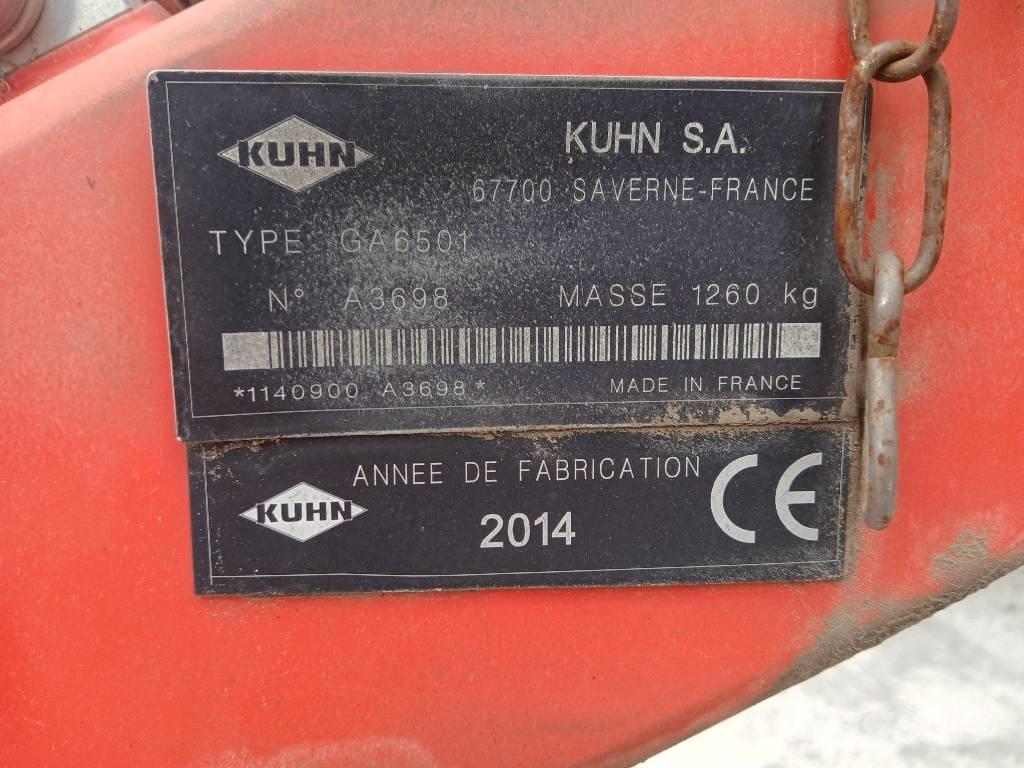 KUHN
KUHN S.A.
67700 SAVERNE-FRANCE
TYPE GA6501
N° A3698 MASSE 1260 kg
*1140900 A3698*
MADE IN FRANCE
KUHN
ANNEE DE FABRICATION
2014
CE